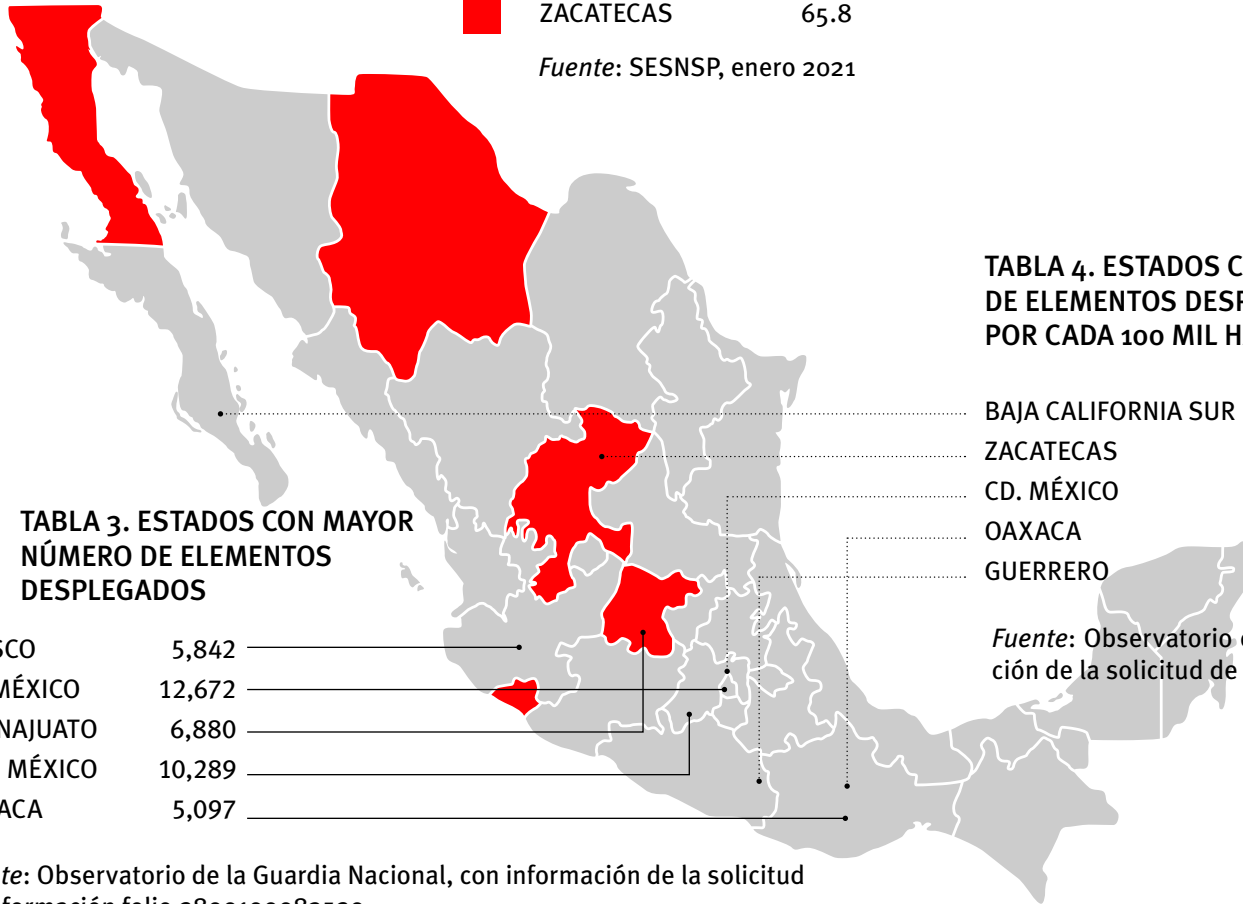 ZACATECAS 65.8
Fuente: SESNSP, enero 2021
TABLA 4. ESTADOS C
DE ELEMENTOS DESP
POR CADA 100 MIL H
BAJA CALIFORNIA SUR
ZACATECAS
CD. MÉXICO
OAXACA
GUERRERO
Fuente: Observatorio
ción de la solicitud de
TABLA 3. ESTADOS CON MAYOR
NÚMERO DE ELEMENTOS
DESPLEGADOS
SCO 5,842
MÉXICO 12,672
NAJUATO 6,880
MÉXICO 10,289
ACA 5,097
te: Observatorio de la Guardia Nacional, con información de la solicitud